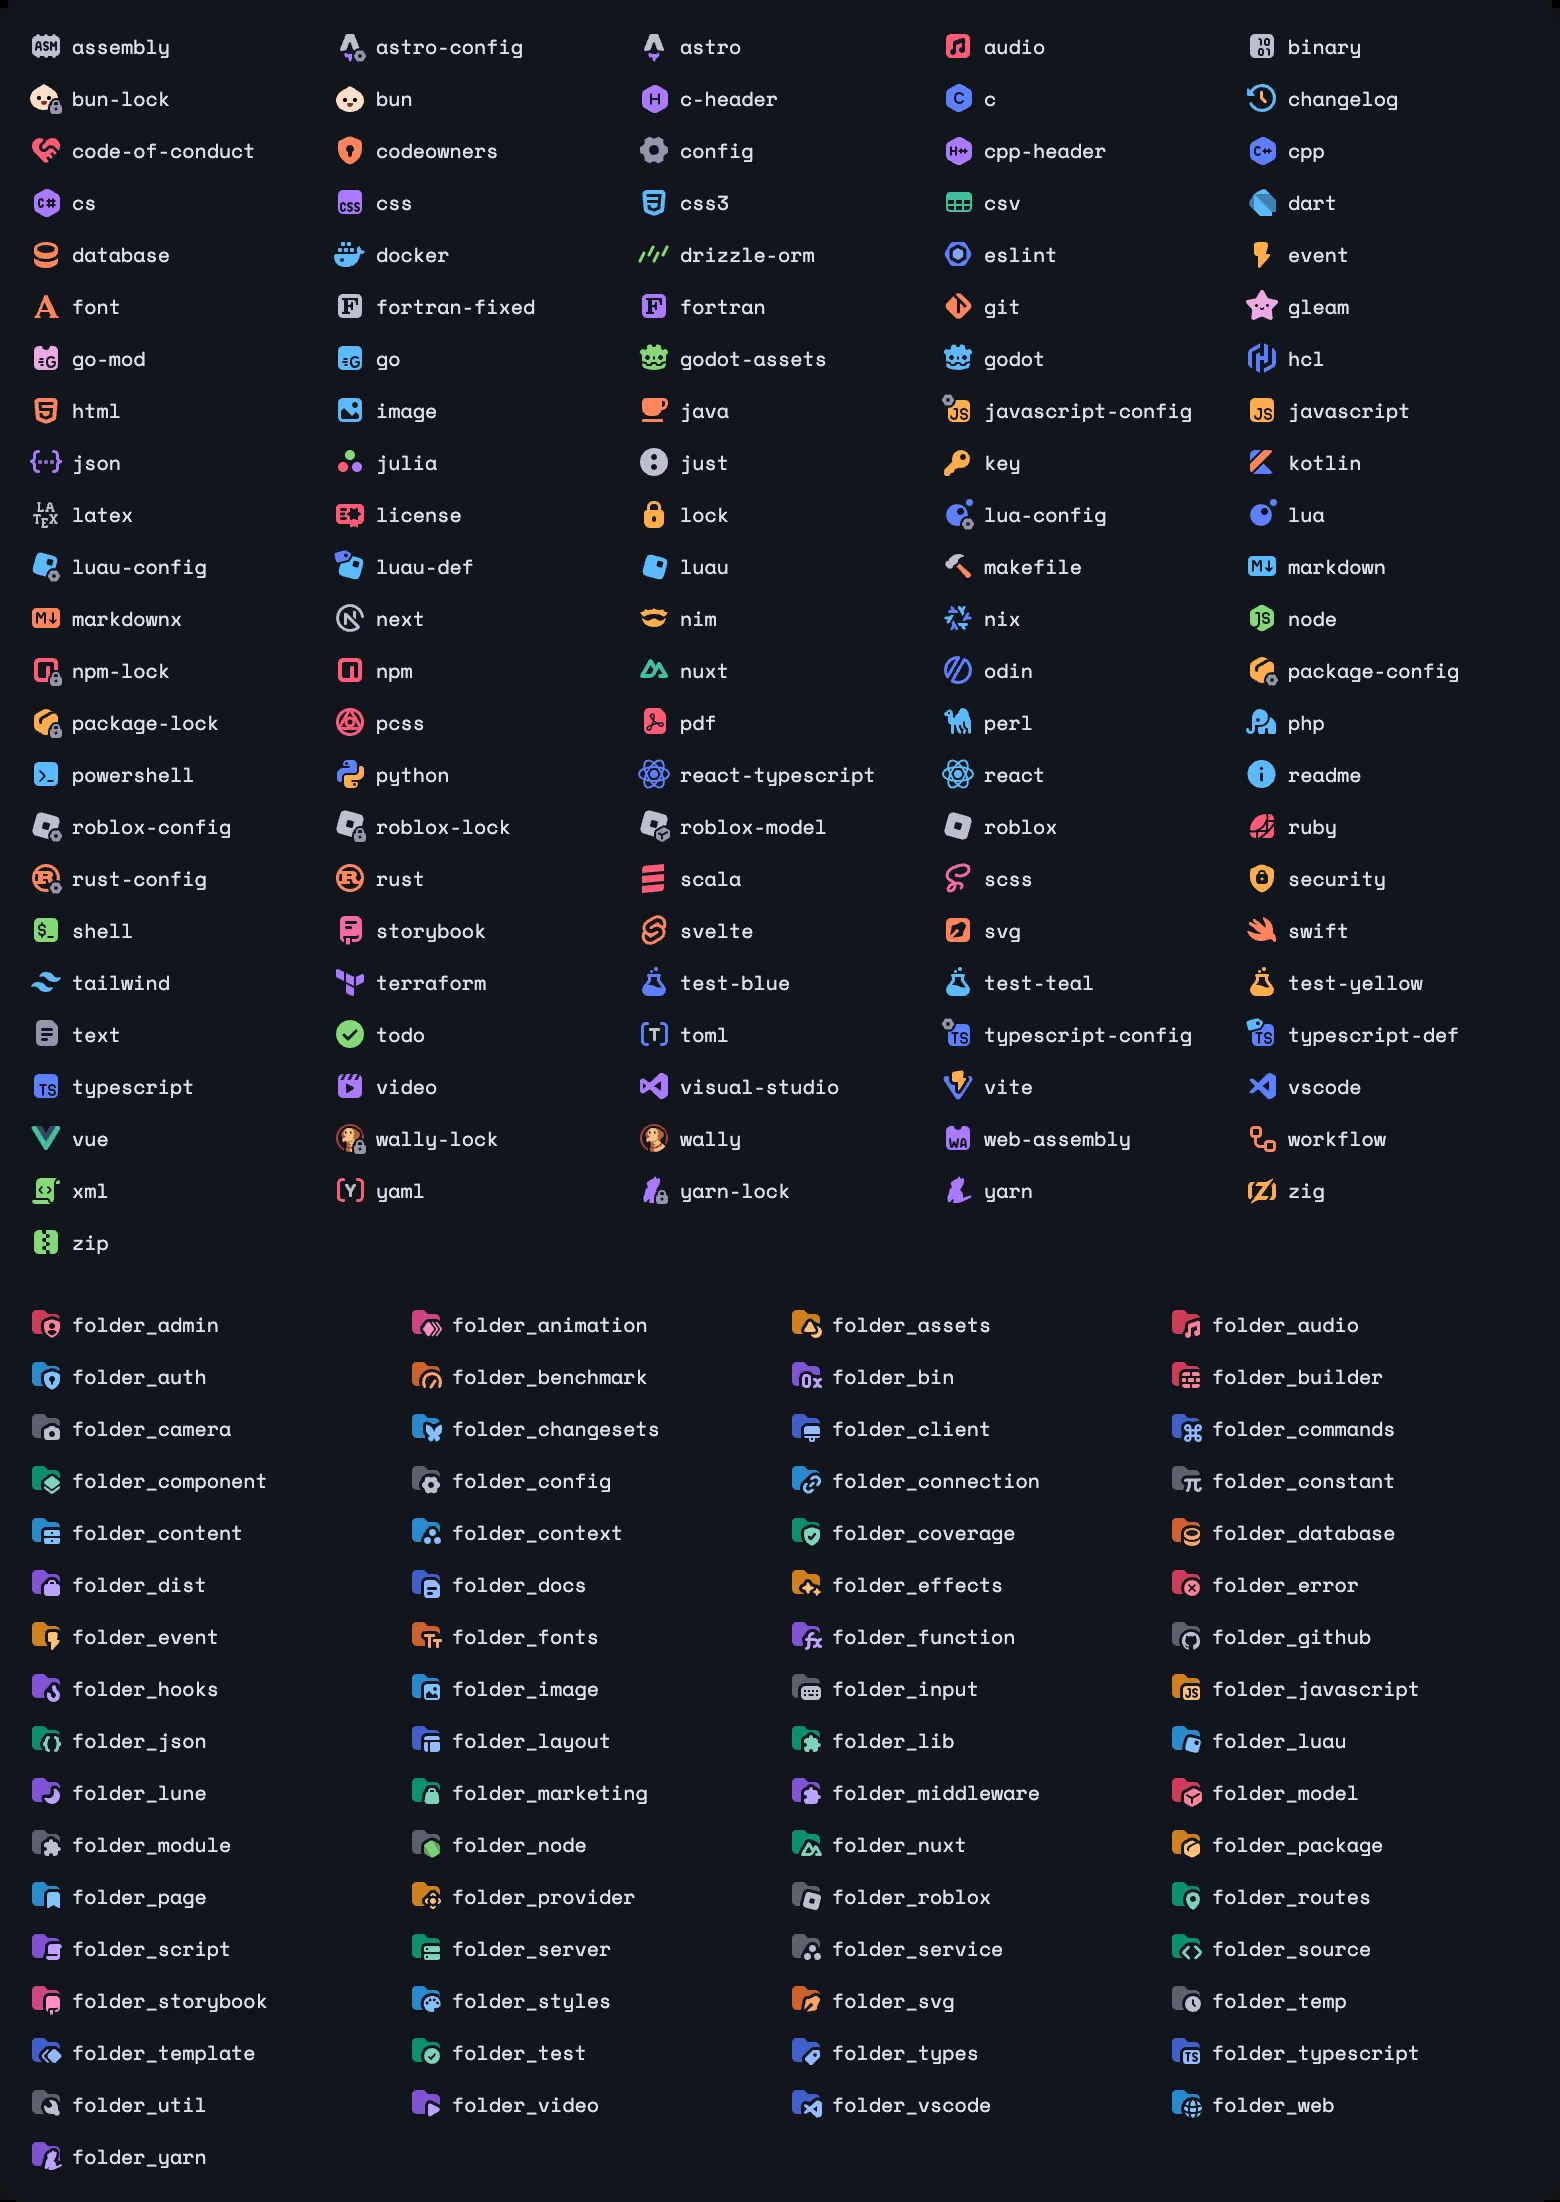 assembly astro-config astro audio binary
bun-lock bun c-header c changelog
code-of-conduct codeowners config cpp-header cpp
cs css css3 csv dart
database docker drizzle-orm eslint event
font fortran-fixed fortran git gleam
go-mod go godot-assets godot hcl
html image java javascript-config javascript
json julia just key kotlin
latex license lock lua-config lua
luau-config luau-def luau makefile markdown
markdownx next nim nix node
npm-lock npm nuxt odin package-config
package-lock pcss pdf perl php
powershell python react-typescript react readme
roblox-config roblox-lock roblox-model roblox ruby
rust-config rust scala scss security
shell storybook svelte svg swift
tailwind terraform test-blue test-teal test-yellow
text todo toml typescript-config typescript-def
typescript video visual-studio vite vscode
vue wally-lock wally web-assembly workflow
xml yaml yarn-lock yarn zig
zip
folder_admin folder_animation folder_assets folder_audio
folder_auth folder_benchmark folder_bin folder_builder
folder_camera folder_changesets folder_client folder_commands
folder_component folder_config folder_connection folder_constant
folder_content folder_context folder_coverage folder_database
folder_dist folder_docs folder_effects folder_error
folder_event folder_fonts folder_function folder_github
folder_hooks folder_image folder_input folder_javascript
folder_json folder_layout folder_lib folder_luau
folder_lune folder_marketing folder_middleware folder_model
folder_module folder_node folder_nuxt folder_package
folder_page folder_provider folder_roblox folder_routes
folder_script folder_server folder_service folder_source
folder_storybook folder_styles folder_svg folder_temp
folder_template folder_test folder_types folder_typescript
folder_util folder_video folder_vscode folder_web
folder_yarn